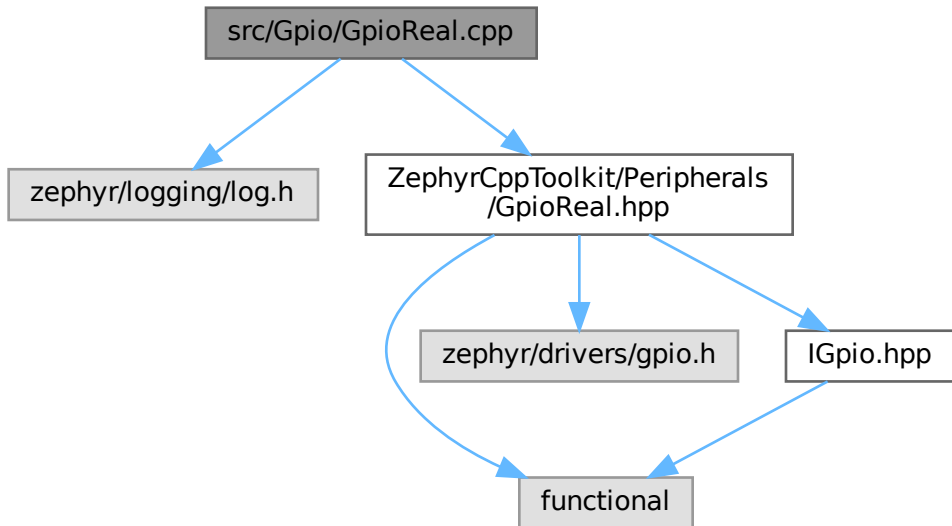 src/Gpio/GpioReal.cpp
zephyr/logging/log.h
ZephyrCppToolkit/Peripherals
/GpioReal.hpp
zephyr/drivers/gpio.h
IGpio.hpp
functional